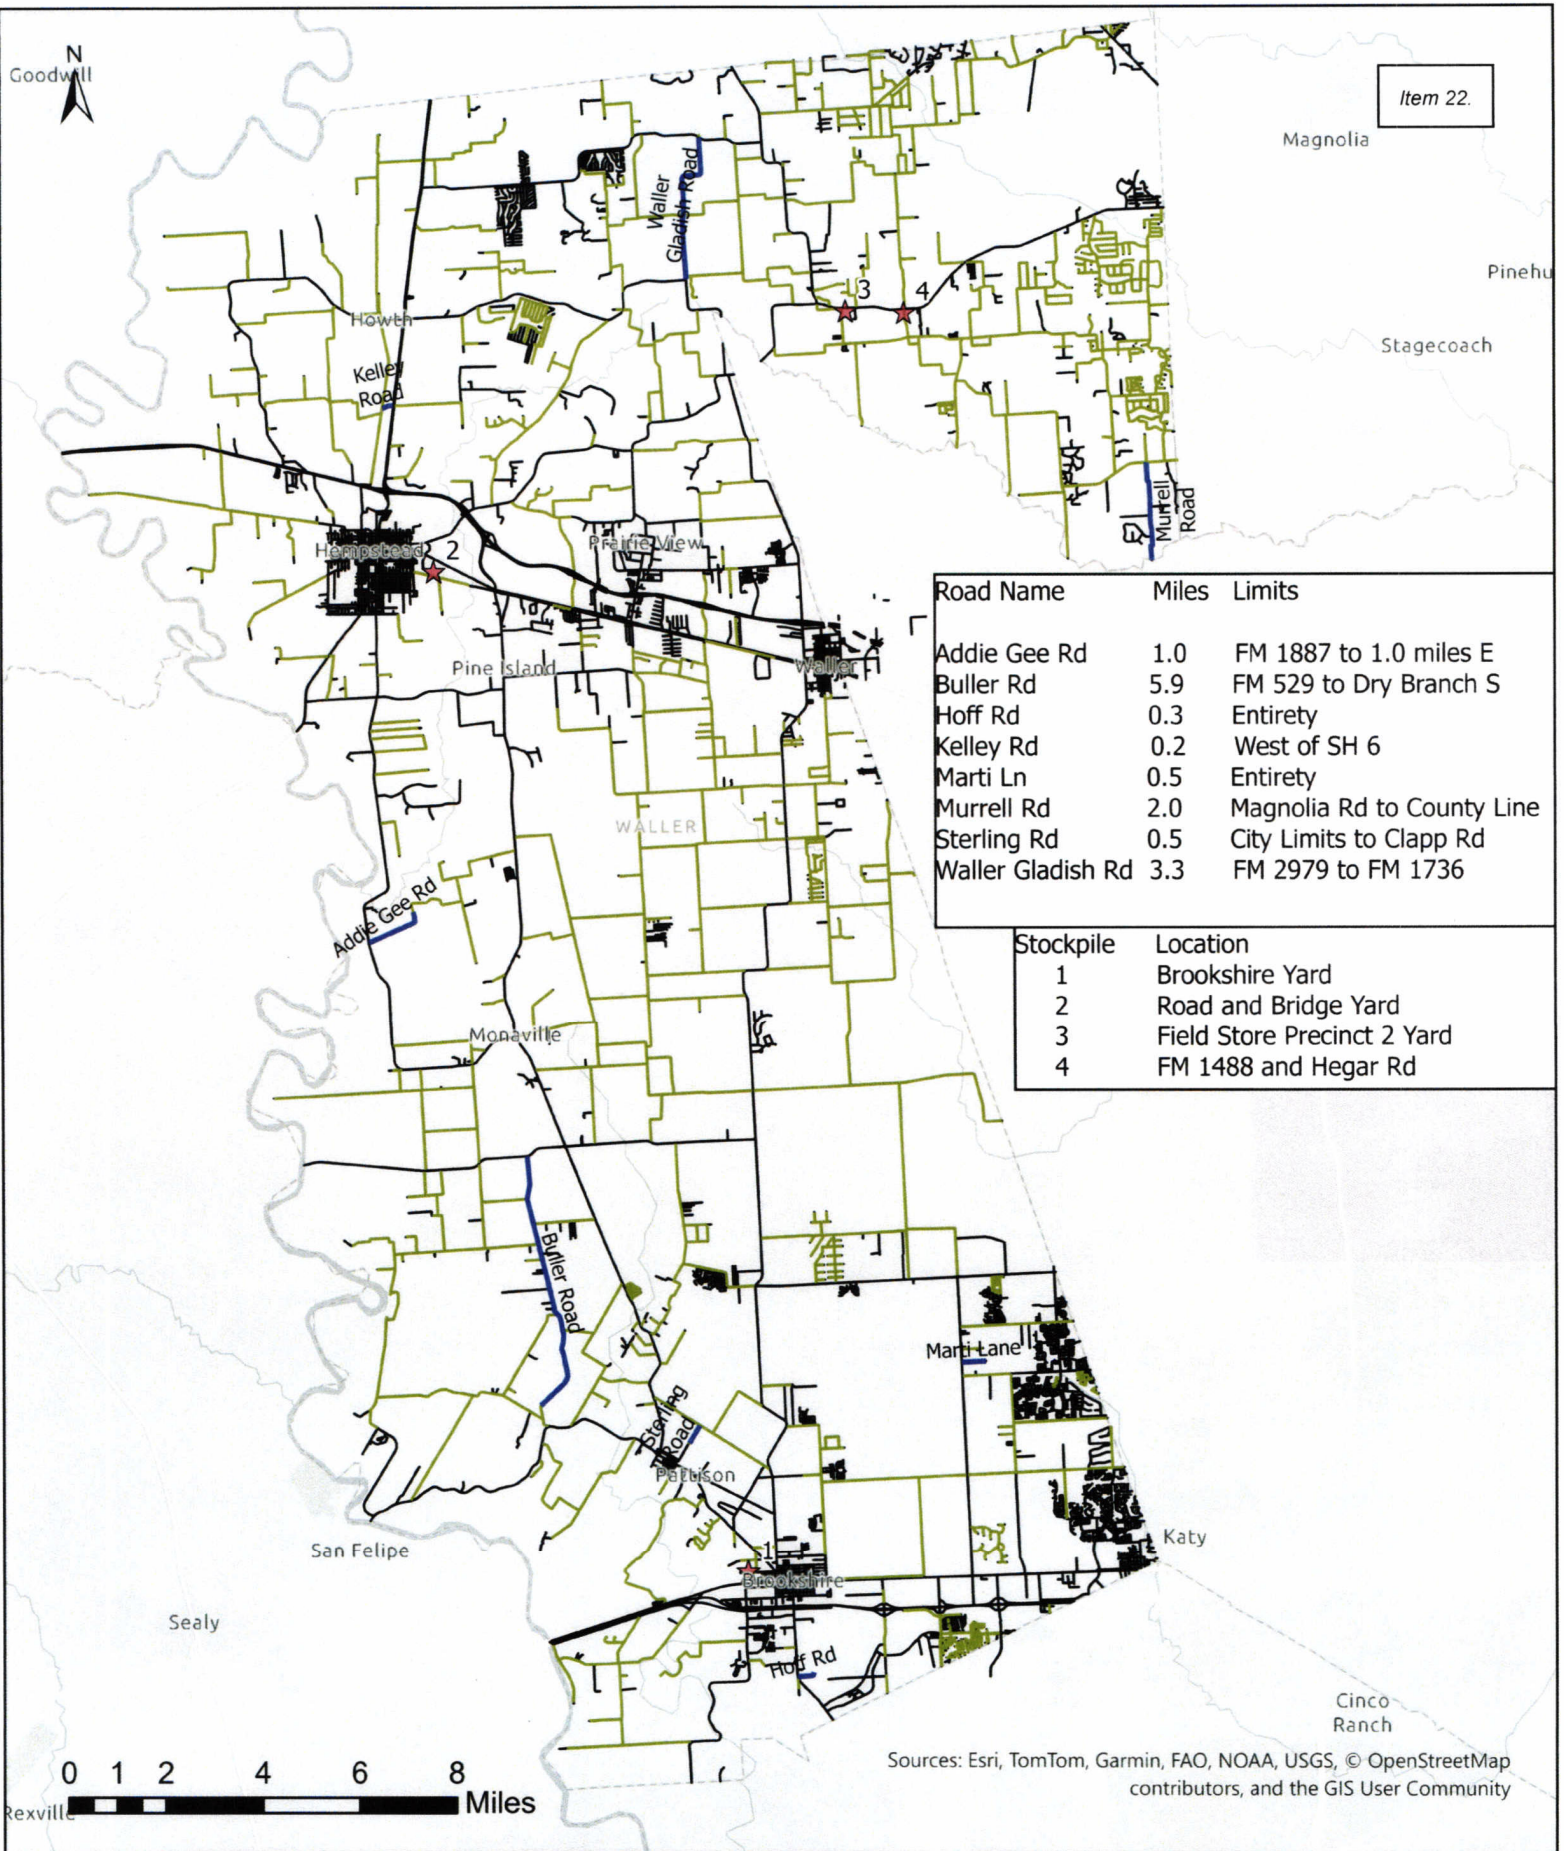 N
Goodwill
Item 22.
Magnolia
Waller
Gladish Road
Pinehu
3
4
Howth
Stagecoach
Kelley
Road
Murrell
Road
Hempstead
2
Prairie View
Pine Island
Waller
Road Name Miles Limits
Addie Gee Rd 1.0 FM 1887 to 1.0 miles E
Buller Rd 5.9 FM 529 to Dry Branch S
Hoff Rd 0.3 Entirety
Kelley Rd 0.2 West of SH 6
Marti Ln 0.5 Entirety
Murrell Rd 2.0 Magnolia Rd to County Line
Sterling Rd 0.5 City Limits to Clapp Rd
Waller Gladish Rd 3.3 FM 2979 to FM 1736
WALLER
Addie Gee Rd
Stockpile Location
1 Brookshire Yard
2 Road and Bridge Yard
3 Field Store Precinct 2 Yard
4 FM 1488 and Hegar Rd
Monaville
Buller Road
Marti Lane
Sterling
Road
Pattison
San Felipe
Katy
1
Brookshire
Sealy
Hoff Rd
Cinco
Ranch
Sources: Esri, TomTom, Garmin, FAO, NOAA, USGS, © OpenStreetMap
contributors, and the GIS User Community
0 1 2 4 6 8
Miles
Rexville